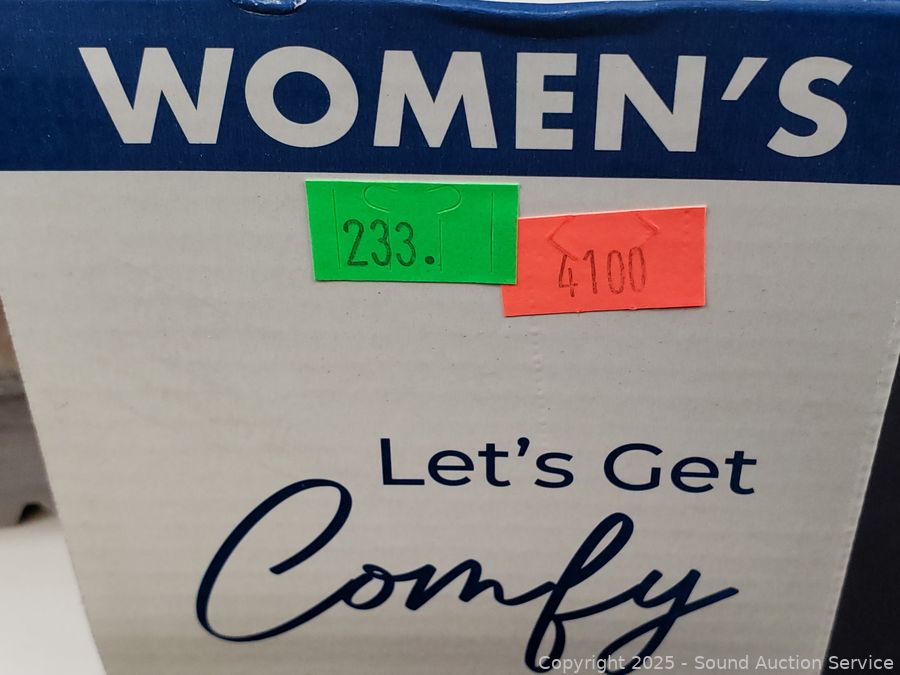 WOMEN'S
233.
4100
Let's Get
Comfy
Copyright 2025 - Sound Auction Service